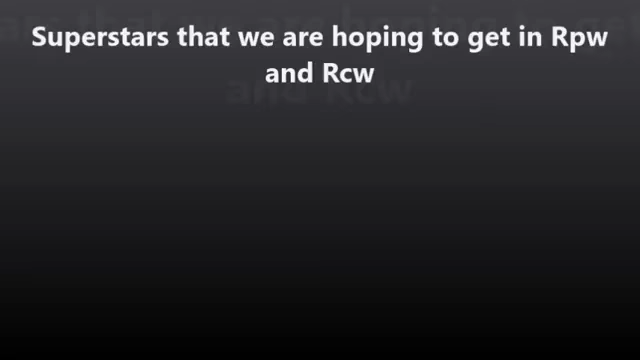 Superstars that we are hoping to get in Rpw
and Rcw